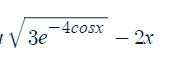 √3e^{-4cosx} – 2x